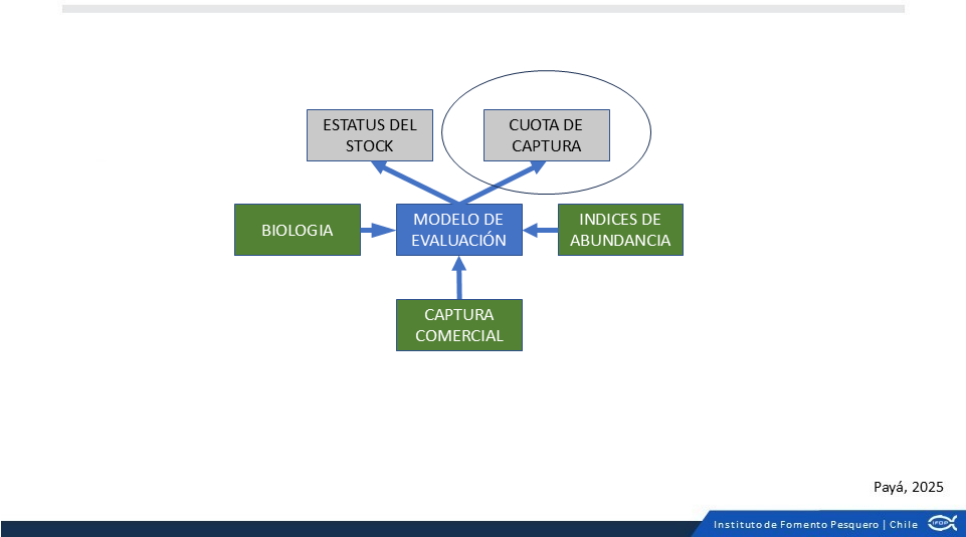 ESTATUS DEL
STOCK
CUOTA DE
CAPTURA
BIOLOGIA
MODELO DE
EVALUACIÓN
INDICES DE
ABUNDANCIA
CAPTURA
COMERCIAL
Payá, 2025
Instituto de Fomento Pesquero | Chile
IFOP